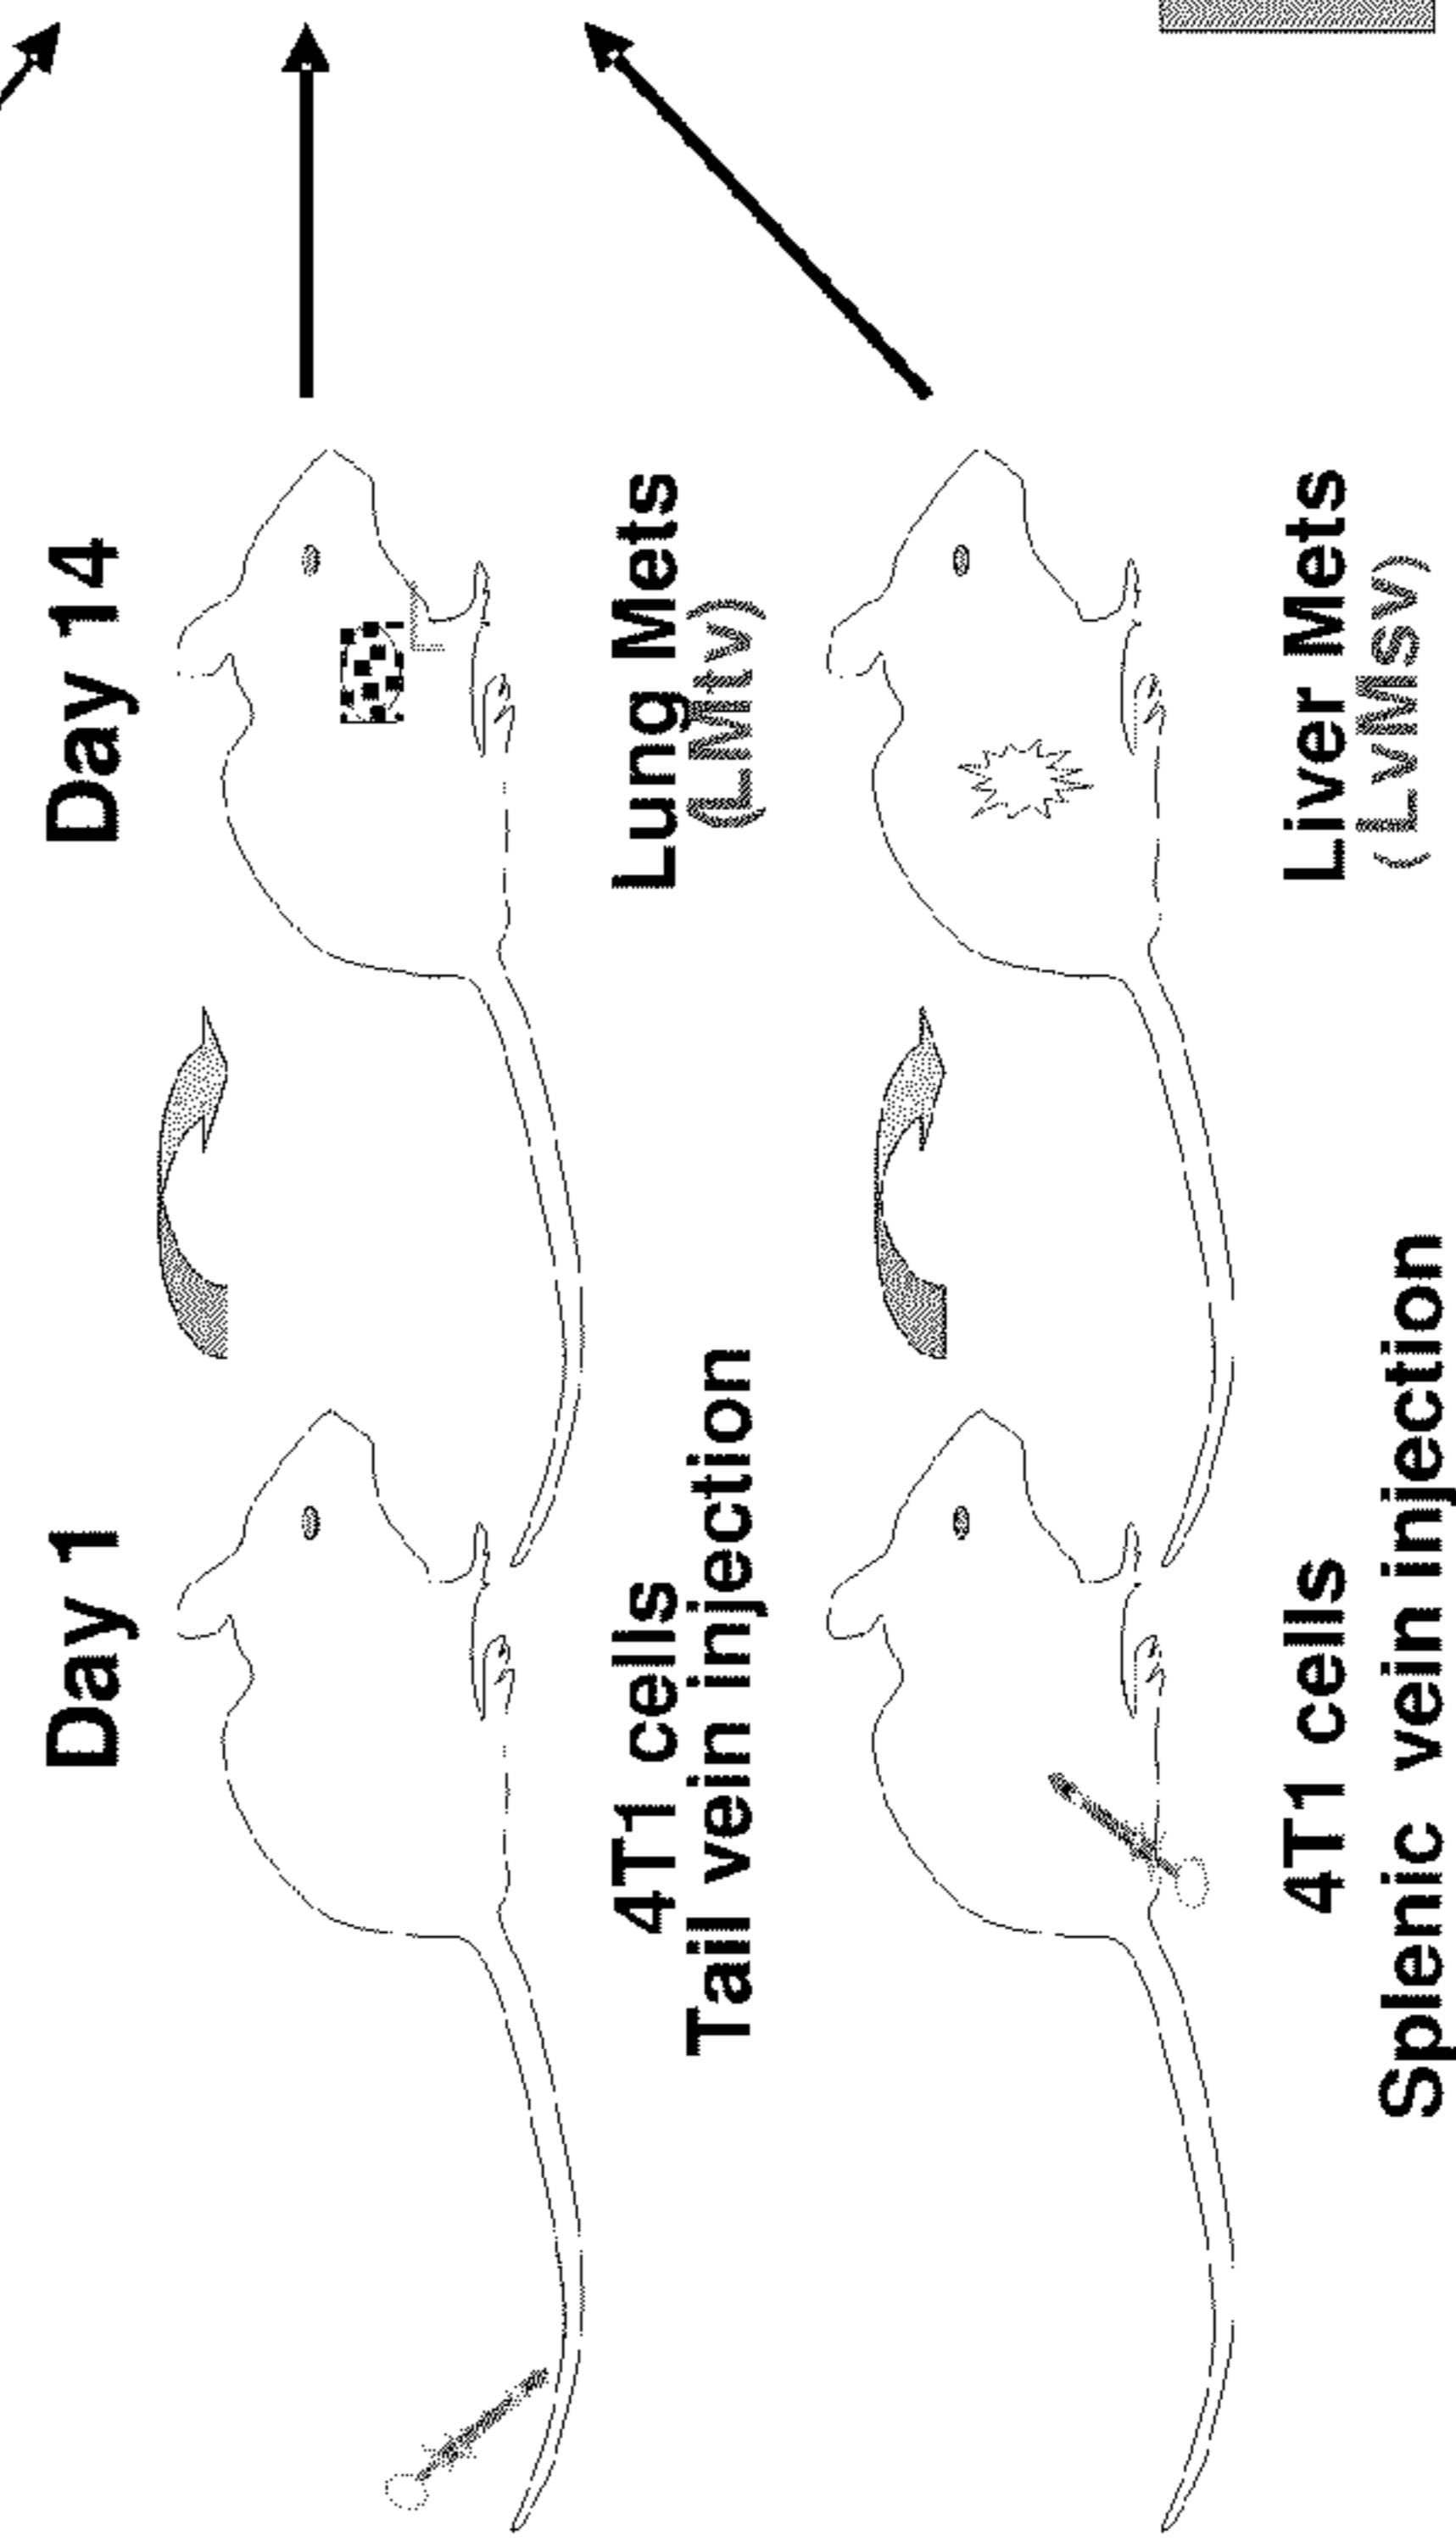 Day 1
Day 14
4T1 cells
Tail vein injection
Lung Mets
(LMtv)
4T1 cells
Splenic vein injection
Liver Mets
(LvMsv)